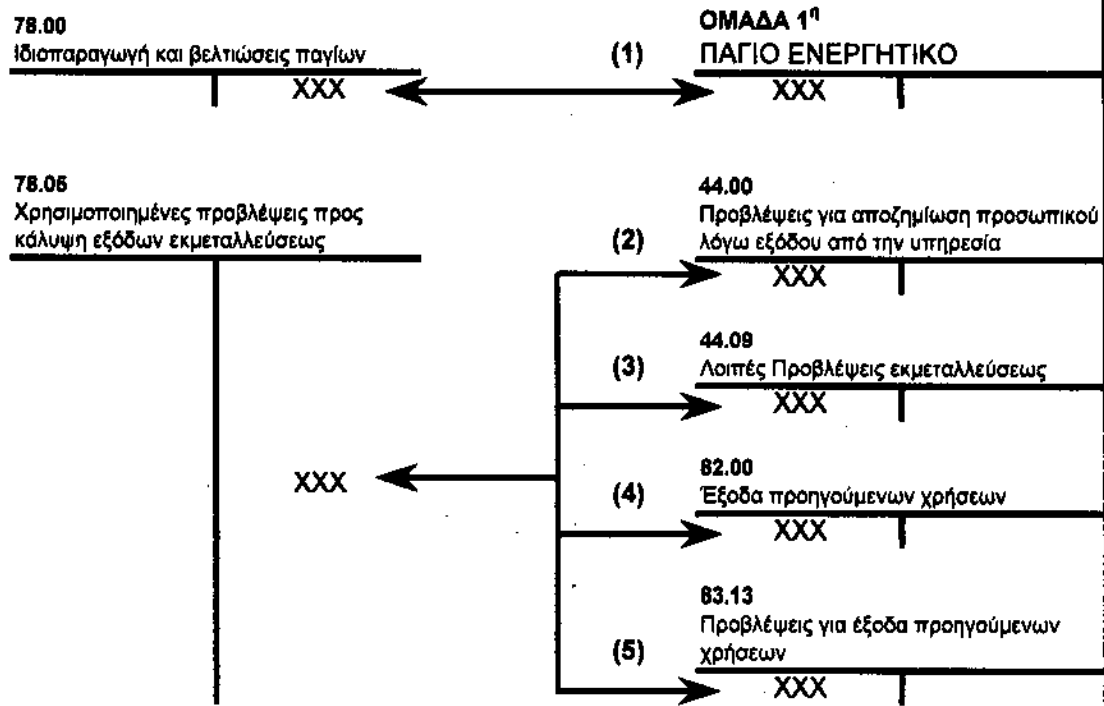 78.00
Ιδιοπαραγωγή και βελτιώσεις παγίων
XXX
(1)
ΟΜΑΔΑ 1η
ΠΑΓΙΟ ΕΝΕΡΓΗΤΙΚΟ
XXX
78.05
Χρησιμοποιημένες προβλέψεις προς
κάλυψη εξόδων εκμεταλλεύσεως
XXX
(2)
44.00
Προβλέψεις για αποζημίωση προσωπικού
λόγω εξόδου από την υπηρεσία
XXX
(3)
44.09
Λοιπές Προβλέψεις εκμεταλλεύσεως
XXX
(4)
82.00
Έξοδα προηγούμενων χρήσεων
XXX
(5)
83.13
Προβλέψεις για έξοδα προηγούμενων
χρήσεων
XXX